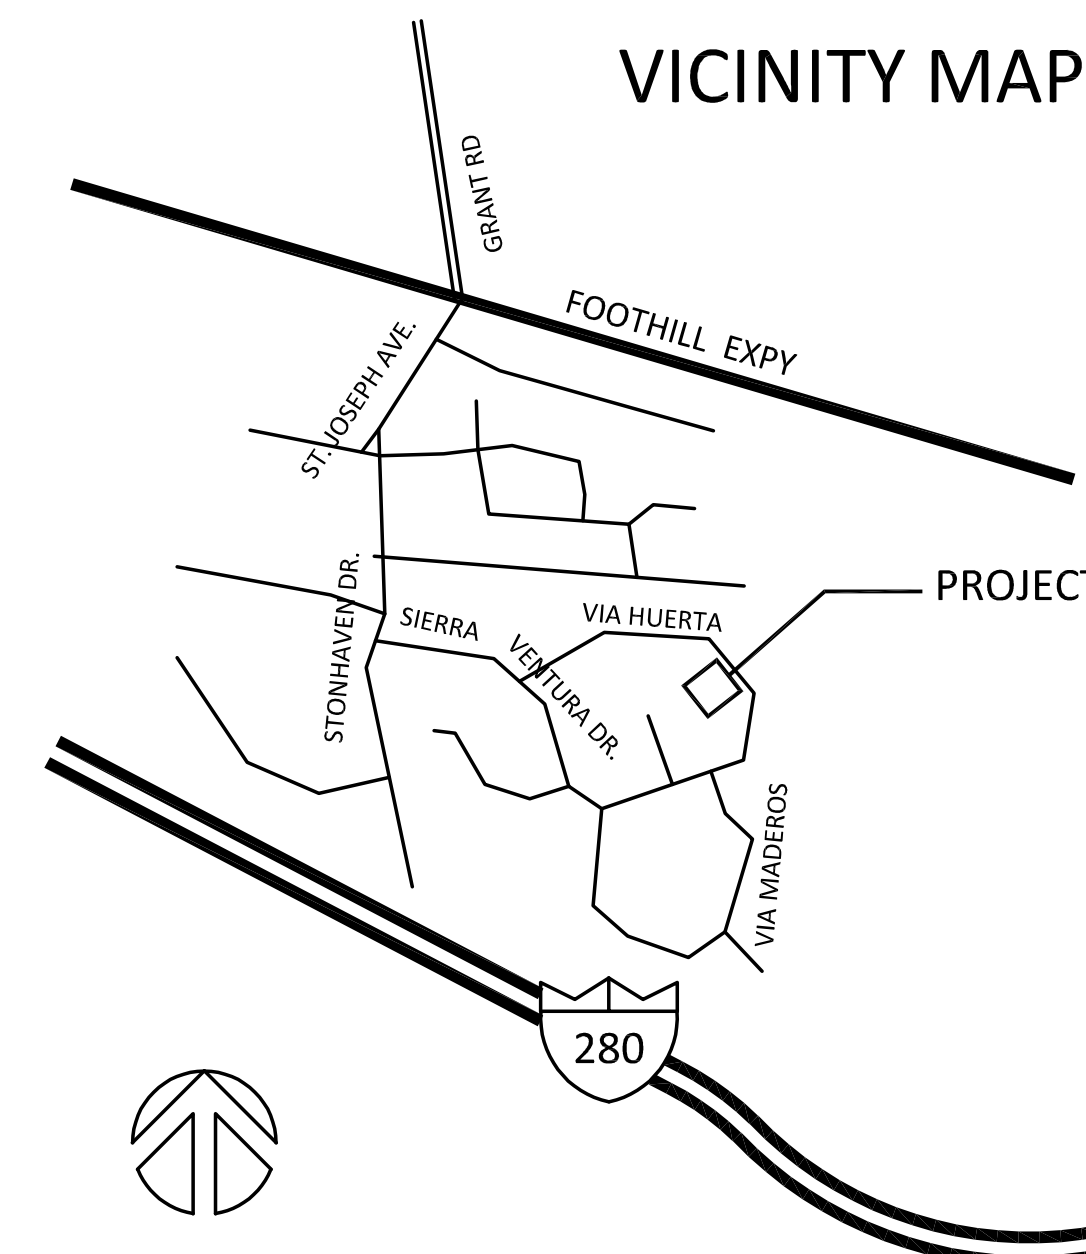 VICINITY MAP
GRANT RD
FOOTHILL EXPY
ST. JOSEPH AVE.
STONHAVEN DR.
PROJECT
SIERRA
VENTURA DR.
VIA HUERTA
VIA MADEROS
280